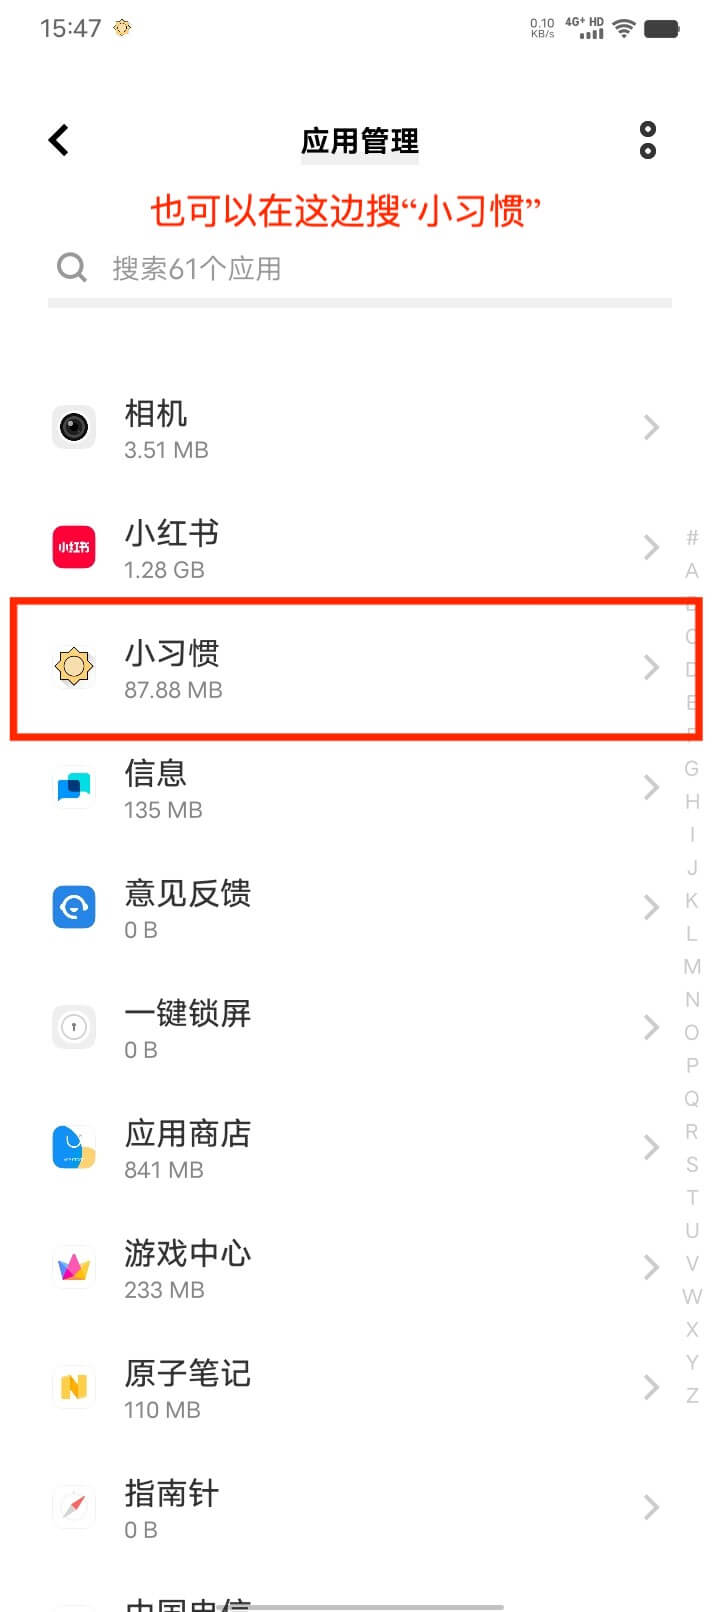 15:47
0.10 KB/s 4G+ HD
应用管理
也可以在这边搜“小习惯”
搜索61个应用
相机
3.51 MB
小红书
小红书
1.28 GB
小习惯
87.88 MB
信息
135 MB
意见反馈
0 B
一键锁屏
0 B
应用商店
841 MB
游戏中心
233 MB
原子笔记
110 MB
指南针
0 B
中国电信
#
A
C
D
E
G
H
I
J
K
L
M
N
O
P
Q
R
S
T
U
V
W
X
Y
Z